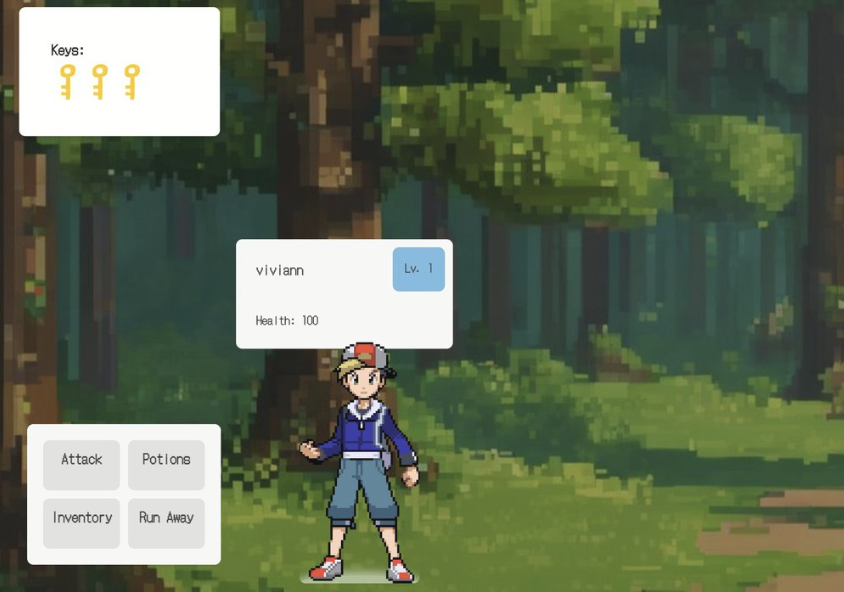 Keys:
viviann
Lv. 1
Health: 100
Attack
Potions
Inventory
Run Away